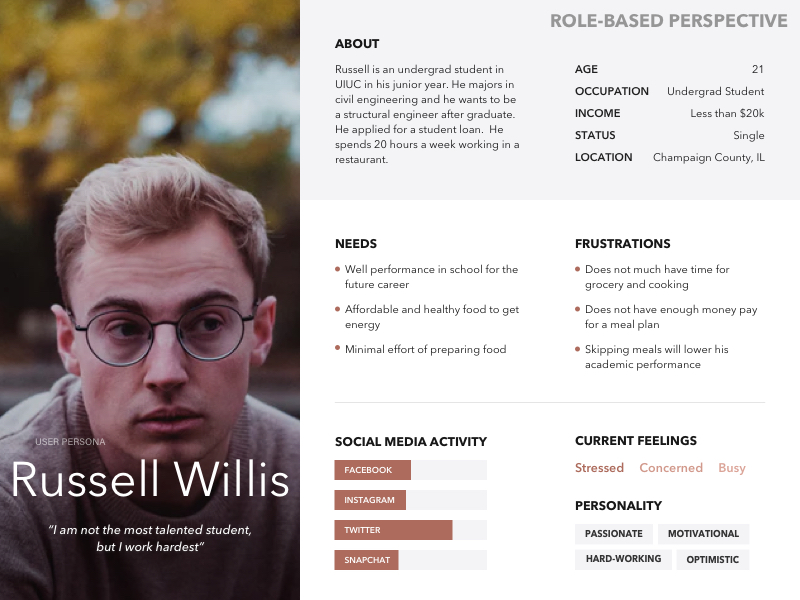 ROLE-BASED PERSPECTIVE
ABOUT
Russell is an undergrad student in
UIUC in his junior year. He majors in
civil engineering and he wants to be
a structural engineer after graduate.
He applied for a student loan.  He
spends 20 hours a week working in a
restaurant.
AGE 21
OCCUPATION Undergrad Student
INCOME Less than $20k
STATUS Single
LOCATION Champaign County, IL
NEEDS
Well performance in school for the
future career
Affordable and healthy food to get
energy
Minimal effort of preparing food
FRUSTRATIONS
Does not much have time for
grocery and cooking
Does not have enough money pay
for a meal plan
Skipping meals will lower his
academic performance
USER PERSONA
Russell Willis
“I am not the most talented student,
but I work hardest”
SOCIAL MEDIA ACTIVITY
FACEBOOK
INSTAGRAM
TWITTER
SNAPCHAT
CURRENT FEELINGS
Stressed Concerned Busy
PERSONALITY
PASSIONATE MOTIVATIONAL
HARD-WORKING OPTIMISTIC